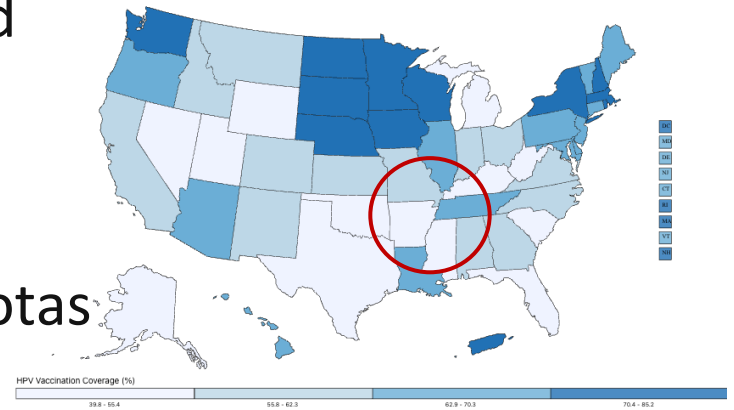 d
DC
MD
DE
NJ
CT
RI
MA
VT
NH
otas
HPV Vaccination Coverage (%)
39.8 - 55.4
55.8 - 62.3
62.9 - 70.3
70.4 - 85.2